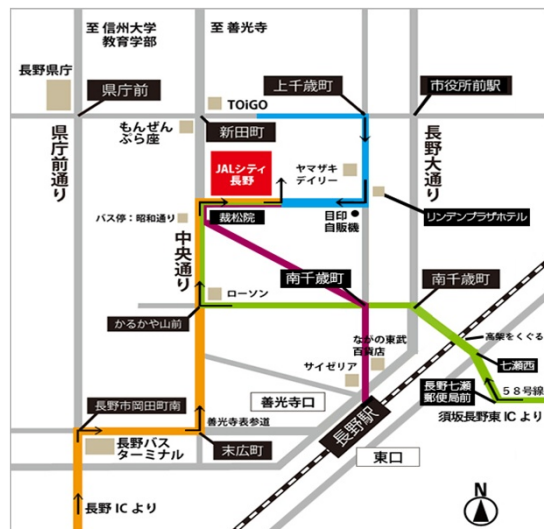 至 信州大学
教育学部
至 善光寺
長野県庁
県庁前
TOiGO
上千歳町
市役所前駅
もんぜん
ぷら座
新田町
県庁前通り
JALシティ
長野
ヤマザキ
デイリー
長野大通り
バス停：昭和通り
裁松院
目印
自販機
リンデンプラザホテル
中央通り
ローソン
南千歳町
南千歳町
かるかや山前
高架をくぐる
ながの東武
百貨店
七瀬西
サイゼリア
長野七瀬
郵便局前
５８号線
善光寺口
須坂長野東ICより
長野市岡田町南
善光寺表参道
長野駅
長野バス
ターミナル
末広町
東口
長野ICより
N